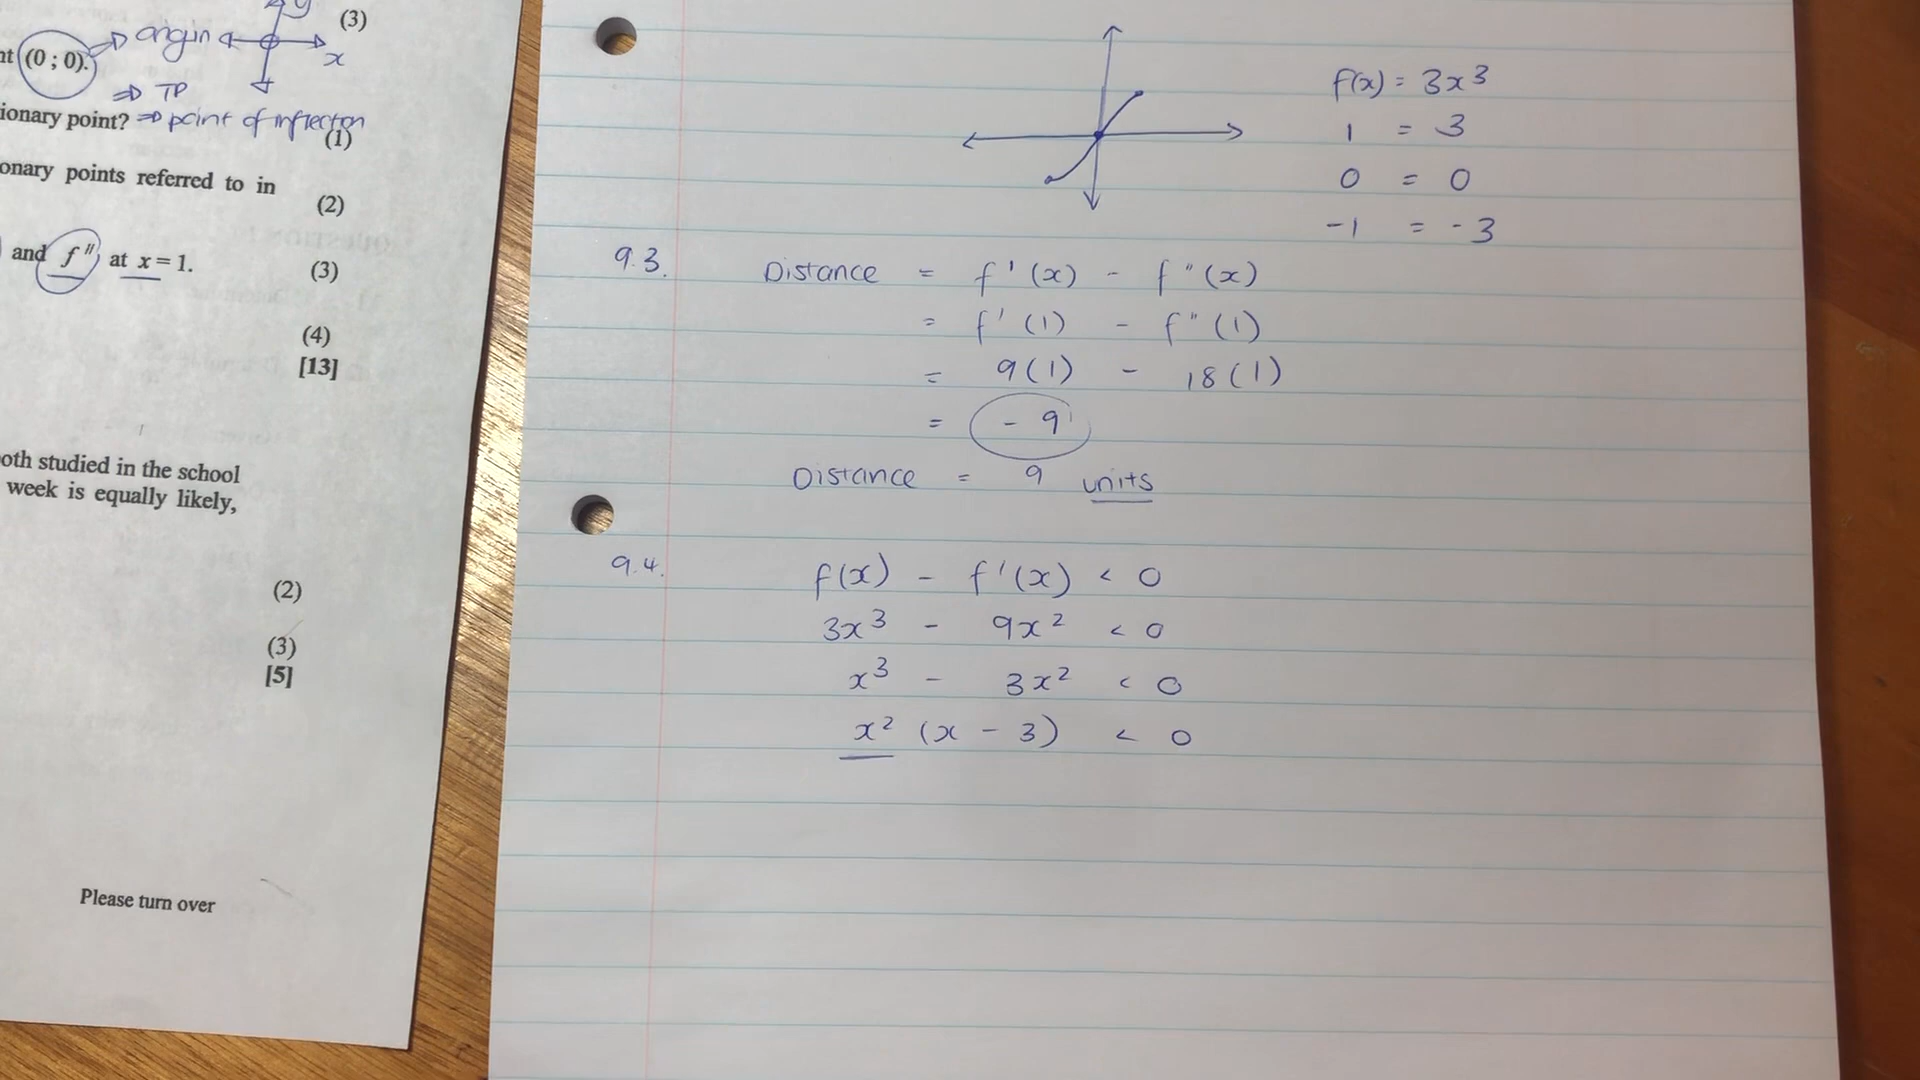 y
(3)
nt (0 ; 0). ⇒ origin
x
⇒ TP
ionary point? ⇒ point of inflection
(1)
onary points referred to in
(2)
and f″ at x = 1.
(3)
(4)
[13]
oth studied in the school
week is equally likely,
(2)
(3)
[5]
Please turn over
f(x) = 3x³
1 = 3
0 = 0
-1 = -3
9.3. Distance = f'(x) - f"(x)
= f'(1) - f"(1)
= 9(1) - 18(1)
= - 9
Distance = 9 units
9.4. f(x) - f'(x) < 0
3x³ - 9x² < 0
x³ - 3x² < 0
x² (x - 3) < 0